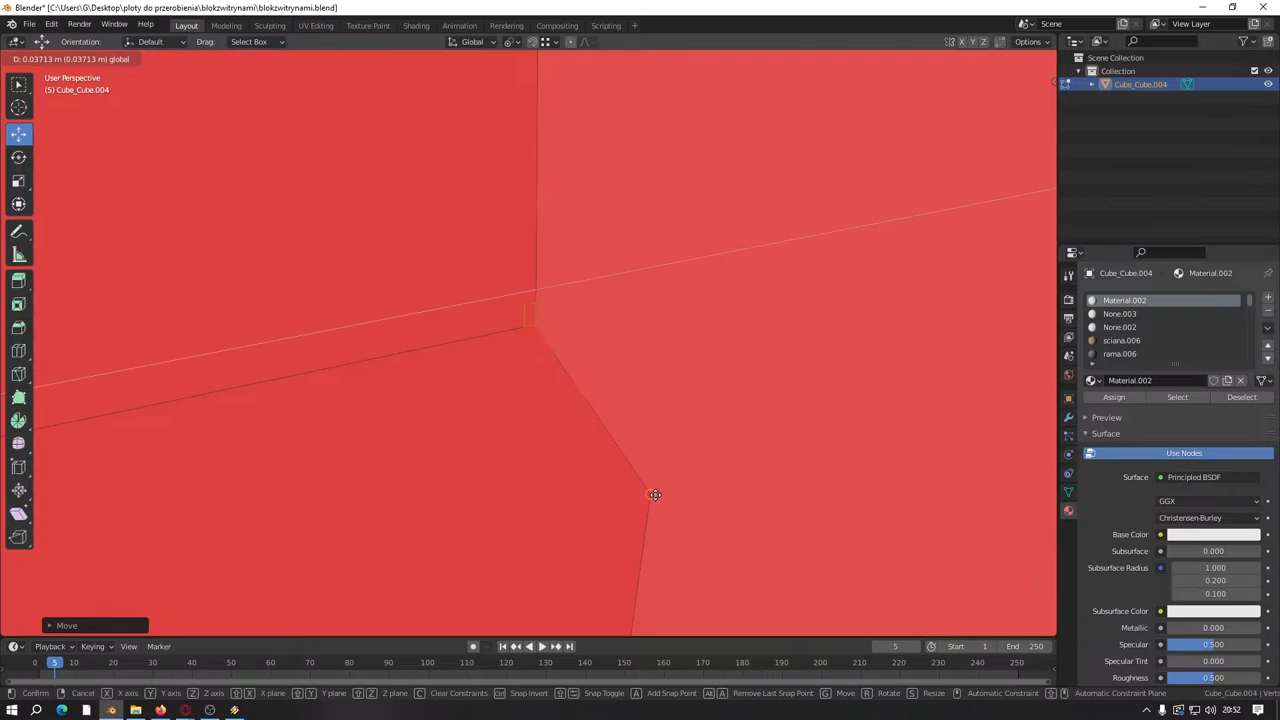 Blender* [C:\Users\G\Desktop\ploty do przerobienia\blokzwitrynami\blokzwitrynami.blend]
File Edit Render Window Help Layout Modeling Sculpting UV Editing Texture Paint Shading Animation Rendering Compositing Scripting + Scene View Layer
Orientation: Default Drag: Select Box Global X Y Z Options
D: 0.03713 m (0.03713 m) global
User Perspective
(5) Cube_Cube.004
Scene Collection
Collection
Cube_Cube.004
Cube_Cube.004 Material.002
Material.002
None.003
None.002
sciana.006
rama.006
Material.002
Assign Select Deselect
Preview
Surface
Use Nodes
Surface Principled BSDF
GGX
Christensen-Burley
Base Color
Subsurface 0.000
Subsurface Radius 1.000
0.200
0.100
Subsurface Color
Metallic 0.000
Specular 0.500
Specular Tint 0.000
Roughness 0.500
Move
Playback Keying View Marker 5 Start 1 End 250
0 5 10 20 30 40 50 60 70 80 90 100 110 120 130 140 150 160 170 180 190 200 210 220 230 240 250
Confirm Cancel X X axis Y Y axis Z Z axis X X plane Y Y plane Z Z plane C Clear Constraints Snap Invert Snap Toggle A Add Snap Point Alt A Remove Last Snap Point G Move R Rotate S Resize Automatic Constraint Automatic Constraint Plane Cube_Cube.004 | Verts
20:52